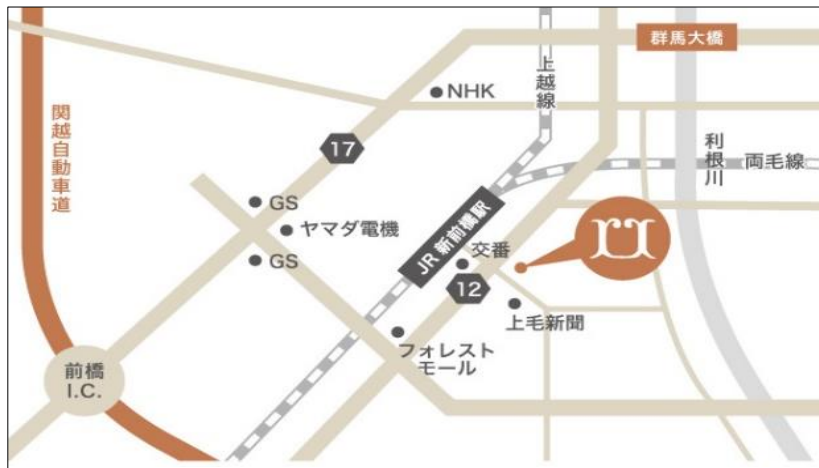 群馬大橋
上越線
NHK
関越自動車道
17
利根川
両毛線
GS
ヤマダ電機
JR 新前橋駅
交番
GS
12
上毛新聞
フォレスト
モール
前橋
I.C.